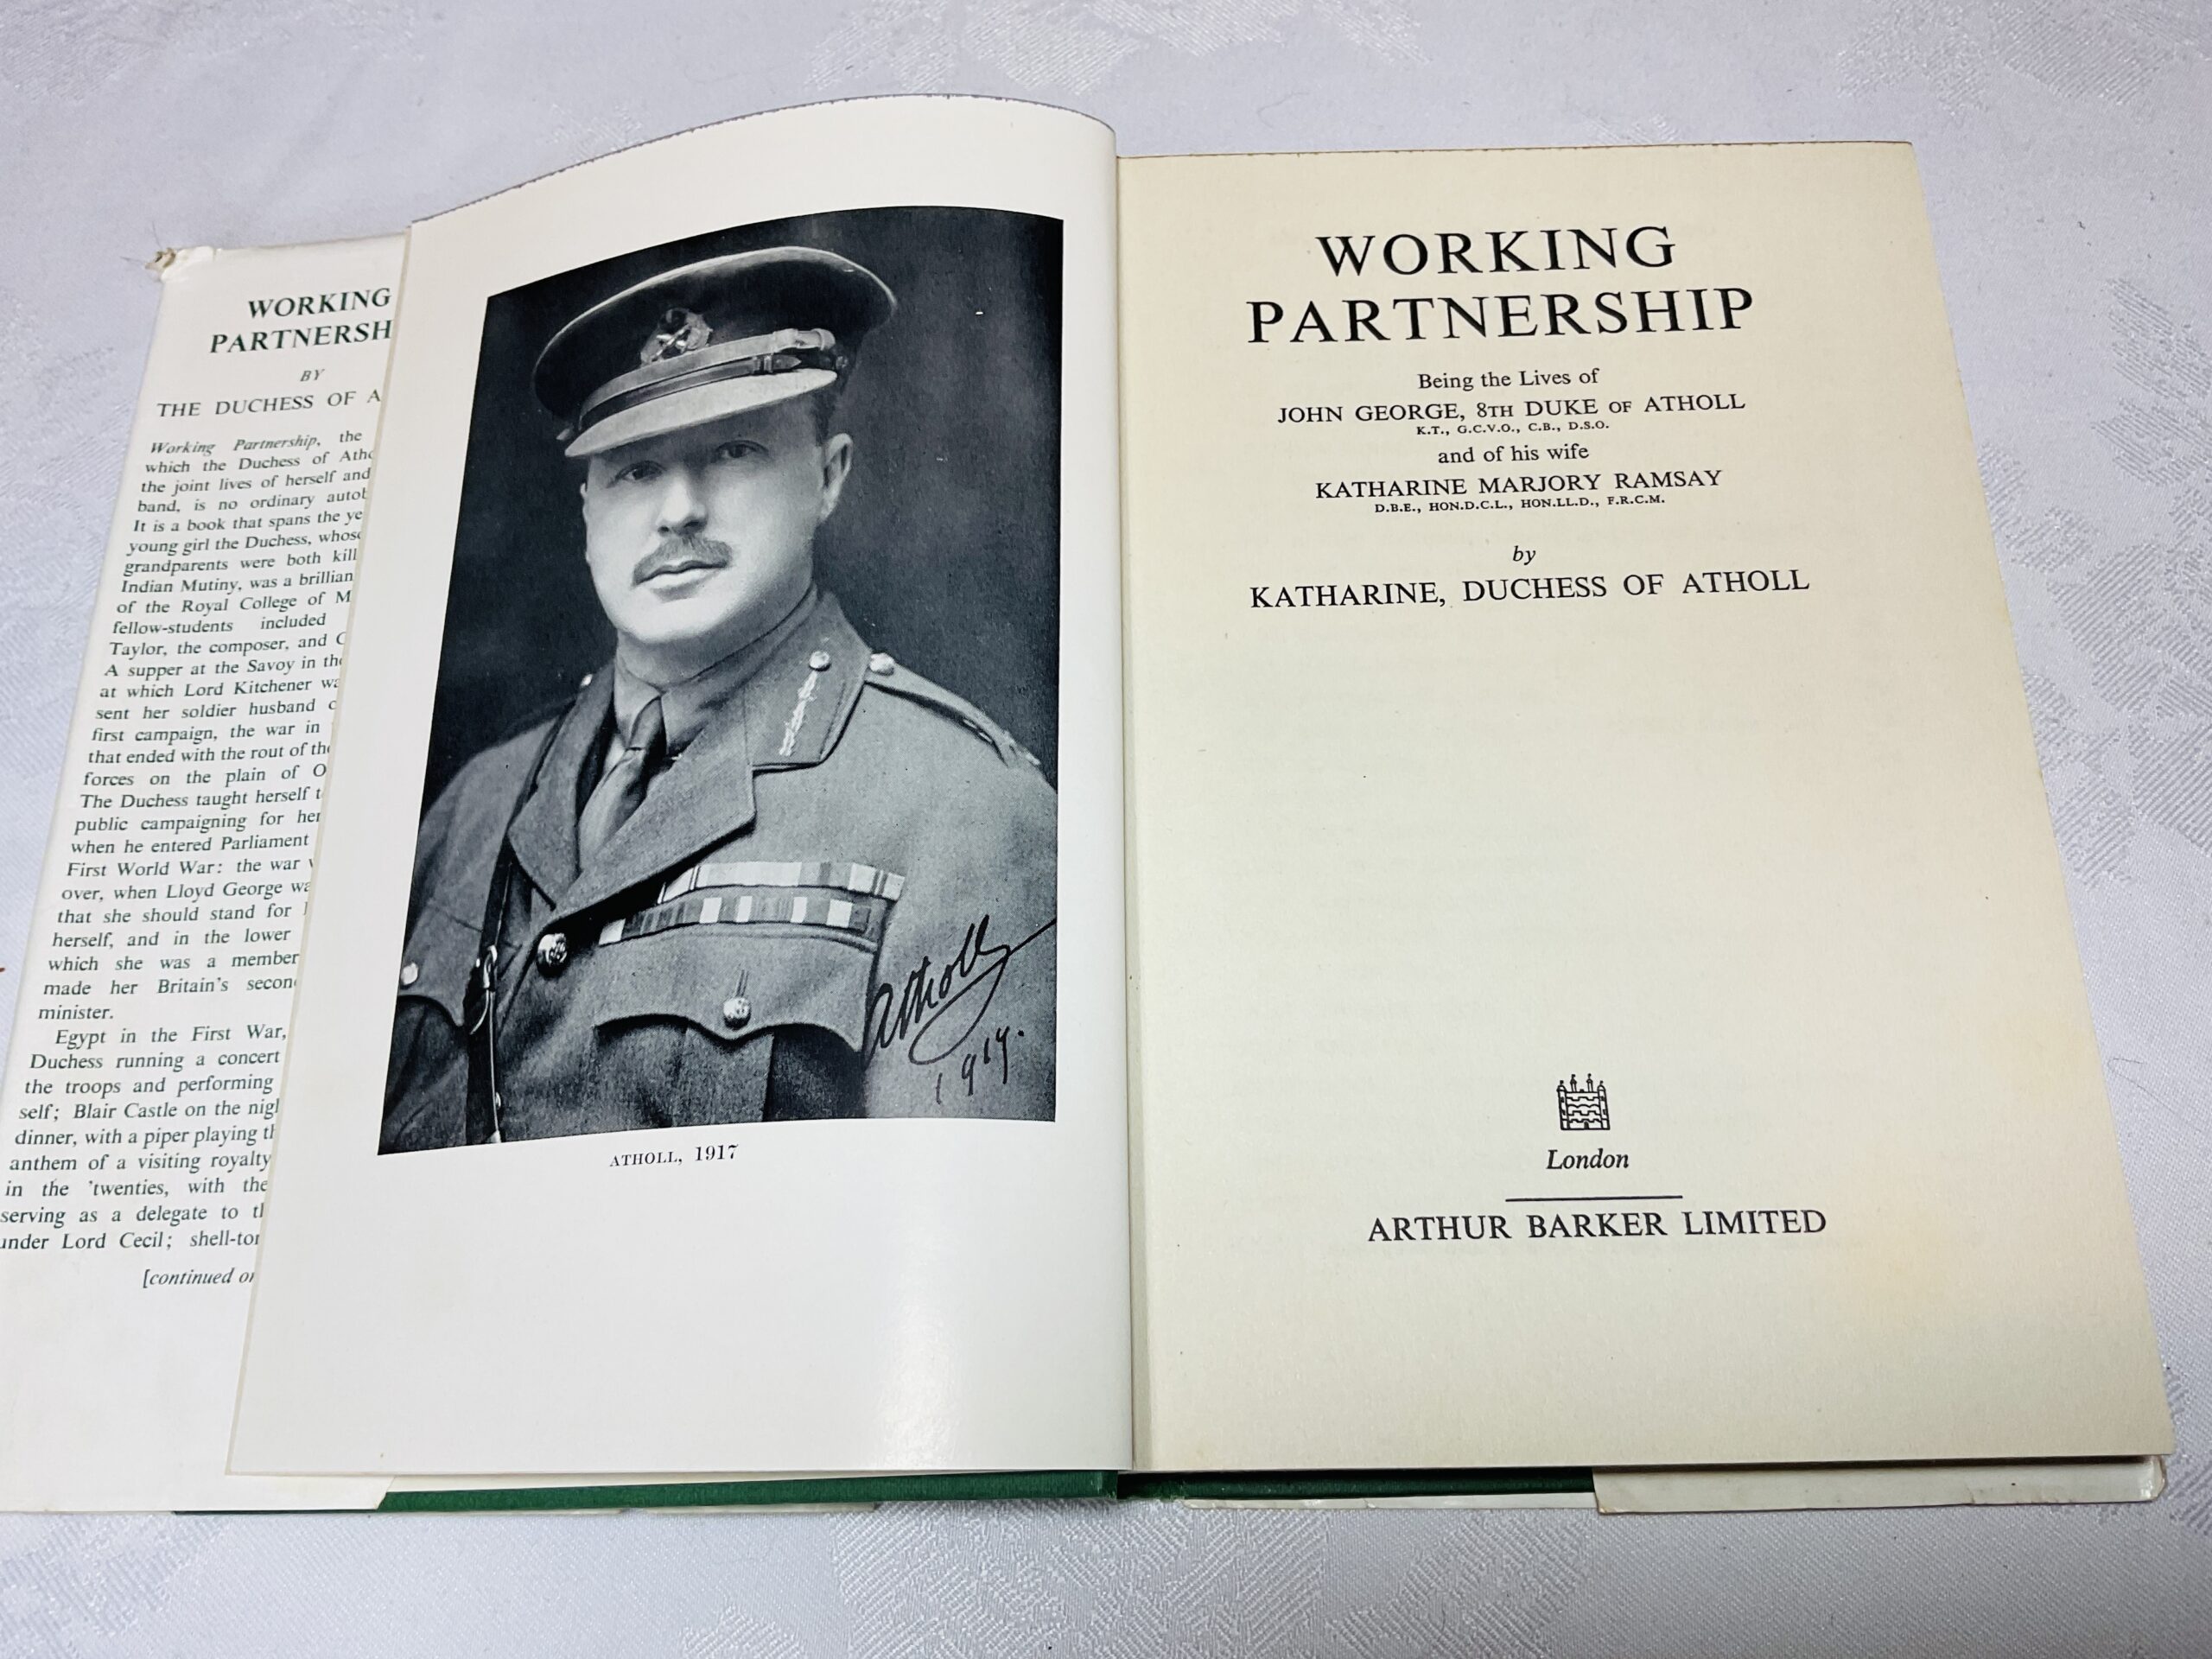 WORKING
PARTNERSH
BY
THE DUCHESS OF A
Working Partnership, the
which the Duchess of Atho
the joint lives of herself and
band, is no ordinary autob
It is a book that spans the ye
young girl the Duchess, whose
grandparents were both kill
Indian Mutiny, was a brillian
of the Royal College of M
fellow-students included
Taylor, the composer, and
A supper at the Savoy in the
at which Lord Kitchener wa
sent her soldier husband o
first campaign, the war in
that ended with the rout of the
forces on the plain of O
The Duchess taught herself t
public campaigning for her
when he entered Parliament
First World War: the war w
over, when Lloyd George wa
that she should stand for
herself, and in the lower
which she was a member
made her Britain's secon
minister.
Egypt in the First War,
Duchess running a concert
the troops and performing
self; Blair Castle on the nigh
dinner, with a piper playing th
anthem of a visiting royalty
in the 'twenties, with the
serving as a delegate to th
under Lord Cecil; shell-tor
[continued on
Atholl
1917.
ATHOLL, 1917
WORKING
PARTNERSHIP
Being the Lives of
JOHN GEORGE, 8TH DUKE OF ATHOLL
K.T., G.C.V.O., C.B., D.S.O.
and of his wife
KATHARINE MARJORY RAMSAY
D.B.E., HON.D.C.L., HON.LL.D., F.R.C.M.
by
KATHARINE, DUCHESS OF ATHOLL
London
ARTHUR BARKER LIMITED